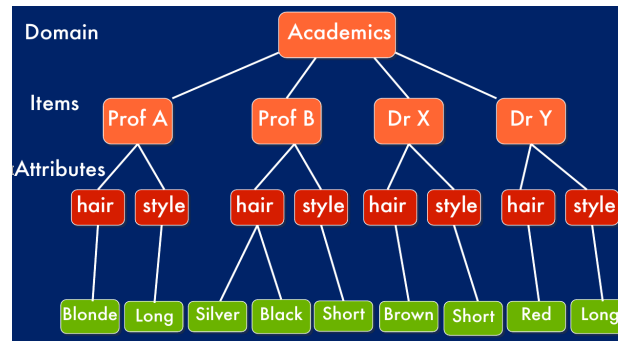 Domain
Academics
Items
Prof A
Prof B
Dr X
Dr Y
Attributes
hair
style
hair
style
hair
style
hair
style
Blonde
Long
Silver
Black
Short
Brown
Short
Red
Long